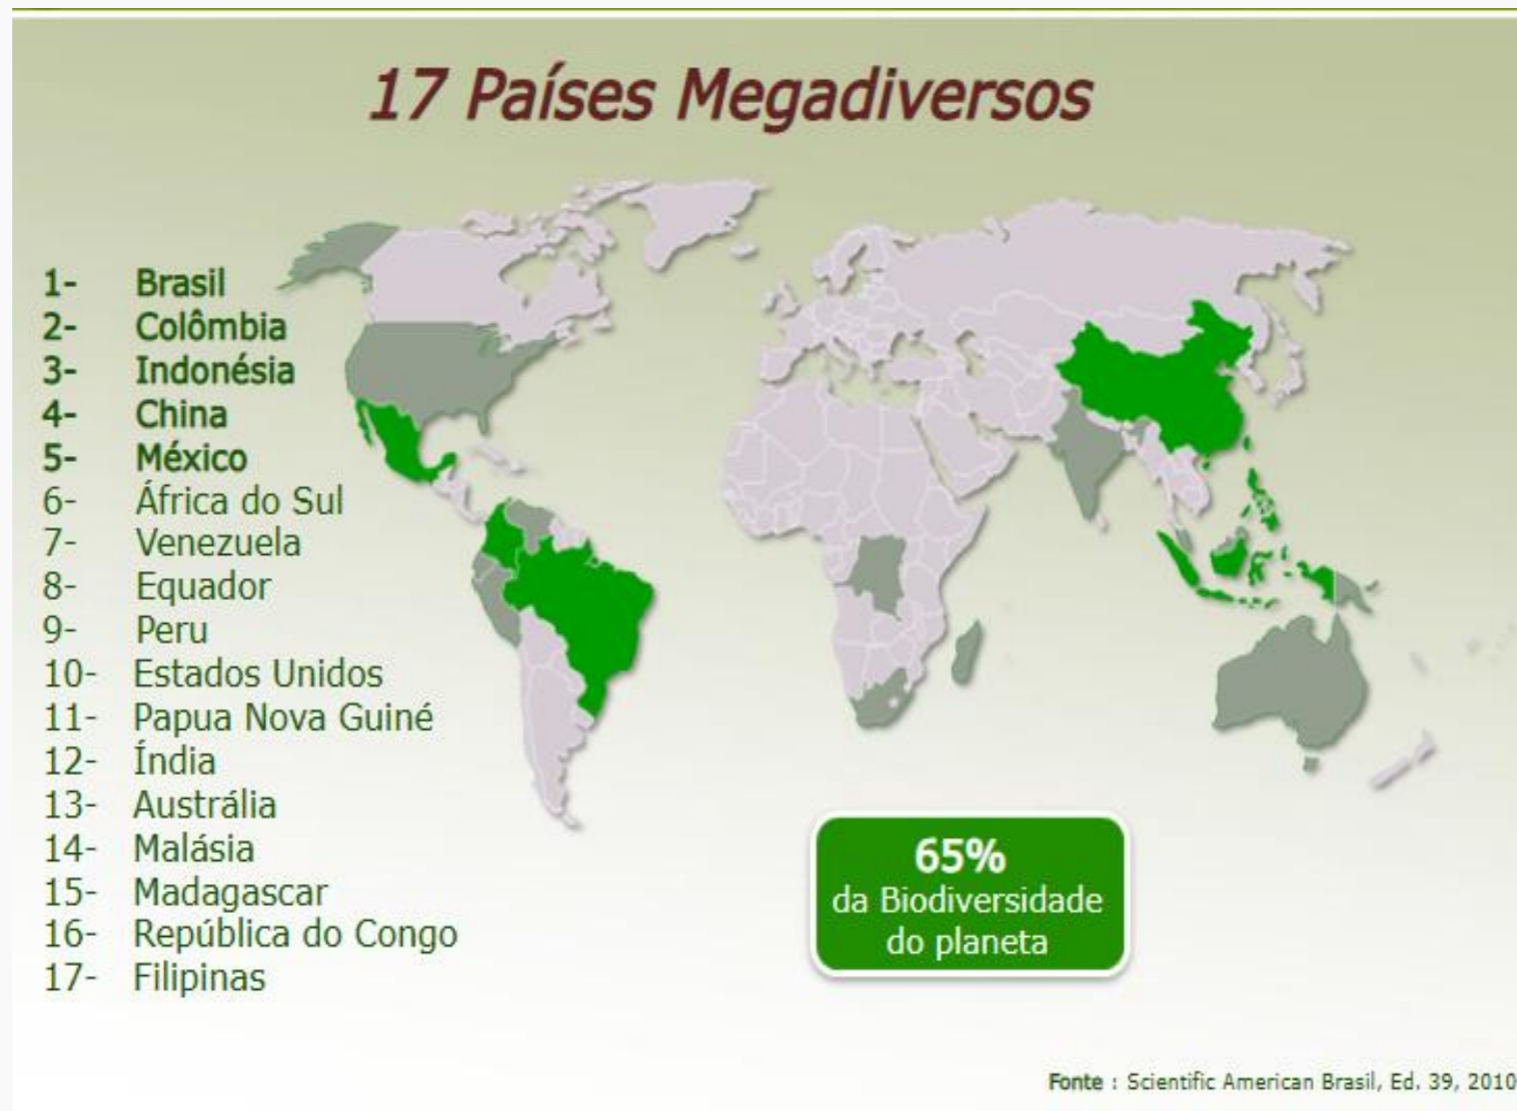 17 Países Megadiversos
1- Brasil
2- Colômbia
3- Indonésia
4- China
5- México
6- África do Sul
7- Venezuela
8- Equador
9- Peru
10- Estados Unidos
11- Papua Nova Guiné
12- Índia
13- Austrália
14- Malásia
15- Madagascar
16- República do Congo
17- Filipinas
65%
da Biodiversidade
do planeta
Fonte : Scientific American Brasil, Ed. 39, 2010